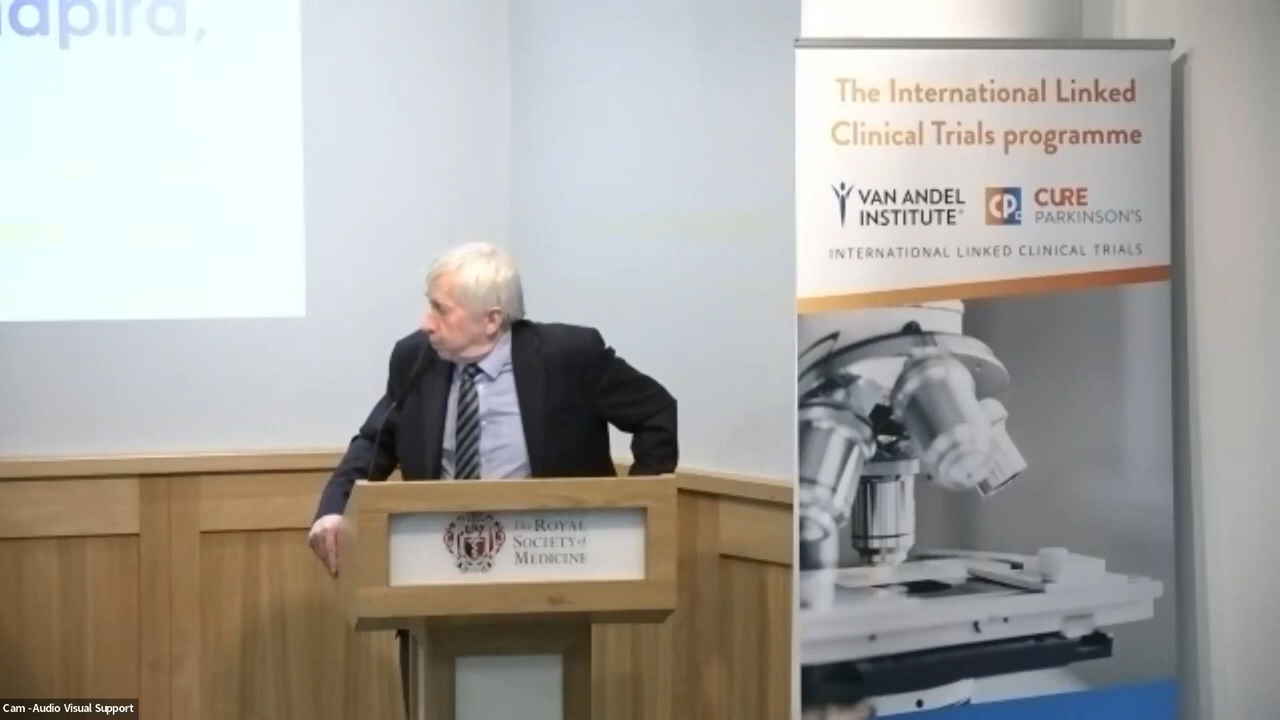 The International Linked
Clinical Trials programme
VAN ANDEL
INSTITUTE®
CP
CURE
PARKINSON'S
INTERNATIONAL LINKED CLINICAL TRIALS
The ROYAL
SOCIETY of
MEDICINE
Cam -Audio Visual Support